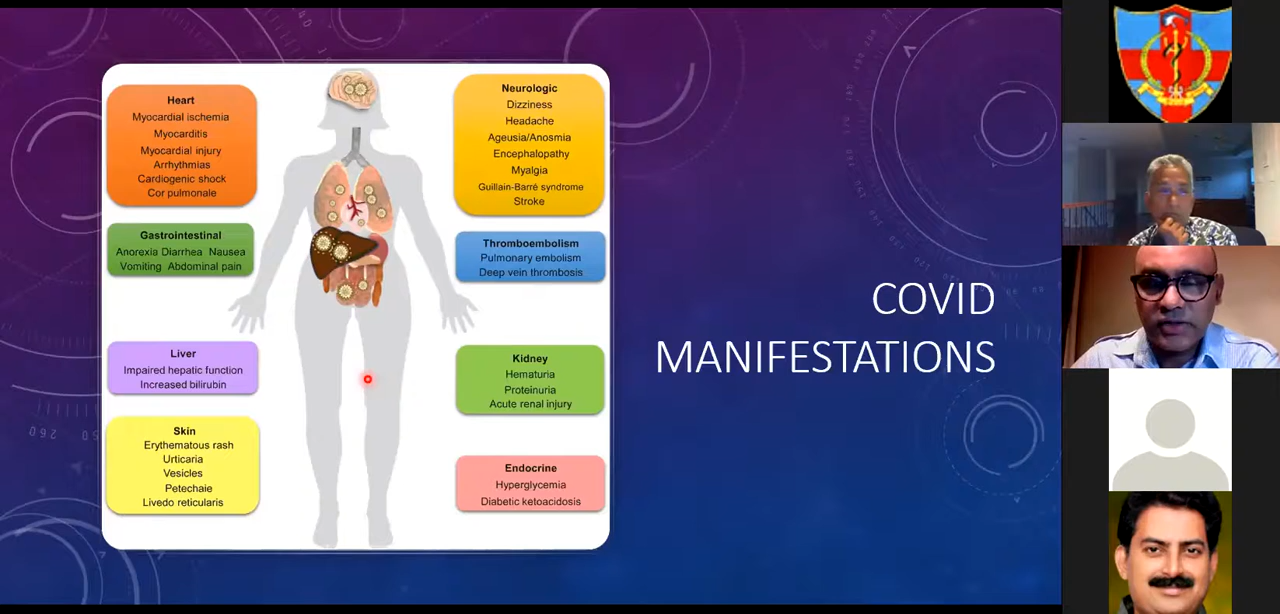 Heart
Myocardial ischemia
Myocarditis
Myocardial injury
Arrhythmias
Cardiogenic shock
Cor pulmonale
Gastrointestinal
Anorexia Diarrhea Nausea
Vomiting Abdominal pain
Liver
Impaired hepatic function
Increased bilirubin
Skin
Erythematous rash
Urticaria
Vesicles
Petechaie
Livedo reticularis
Neurologic
Dizziness
Headache
Ageusia/Anosmia
Encephalopathy
Myalgia
Guillain-Barré syndrome
Stroke
Thromboembolism
Pulmonary embolism
Deep vein thrombosis
Kidney
Hematuria
Proteinuria
Acute renal injury
Endocrine
Hyperglycemia
Diabetic ketoacidosis
COVID
MANIFESTATIONS